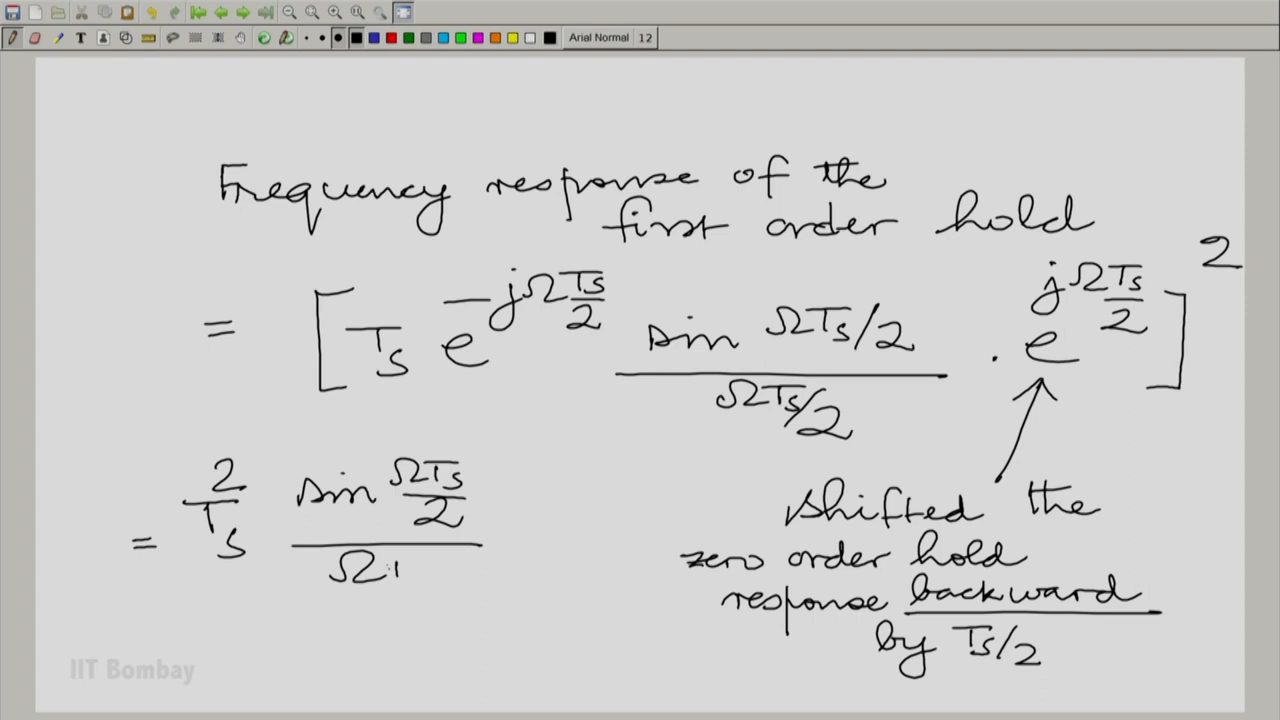 Arial Normal 12
Frequency response of the
first order hold
= [ Ts e^{-jΩTs/2} (sin ΩTs/2)/(ΩTs/2) . e^{jΩTs/2} ]^2
= Ts^2 (sin ΩTs/2)/(Ω
shifted the
zero order hold
response backward
by Ts/2
IIT Bombay